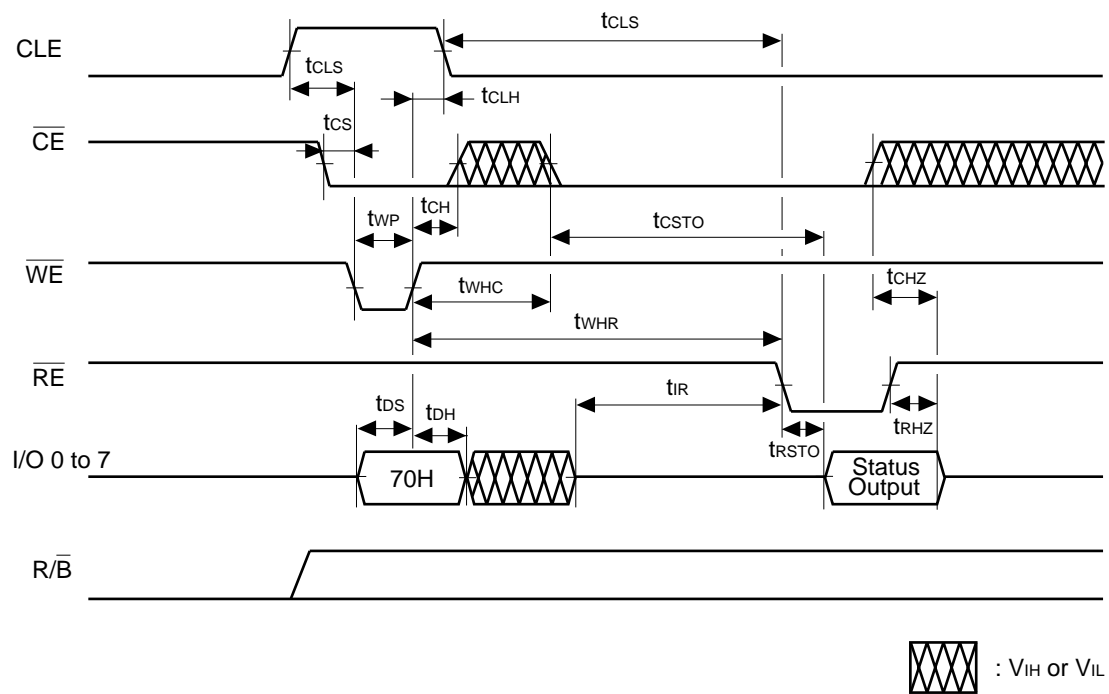 tCLS
CLE
tCLS
tCLH
tCS
CE
tCH
tWP
tCSTO
WE
tCHZ
tWHC
tWHR
RE
tIR
tDS
tDH
tRHZ
tRSTO
I/O 0 to 7
70H
Status
Output
R/B
: VIH or VIL